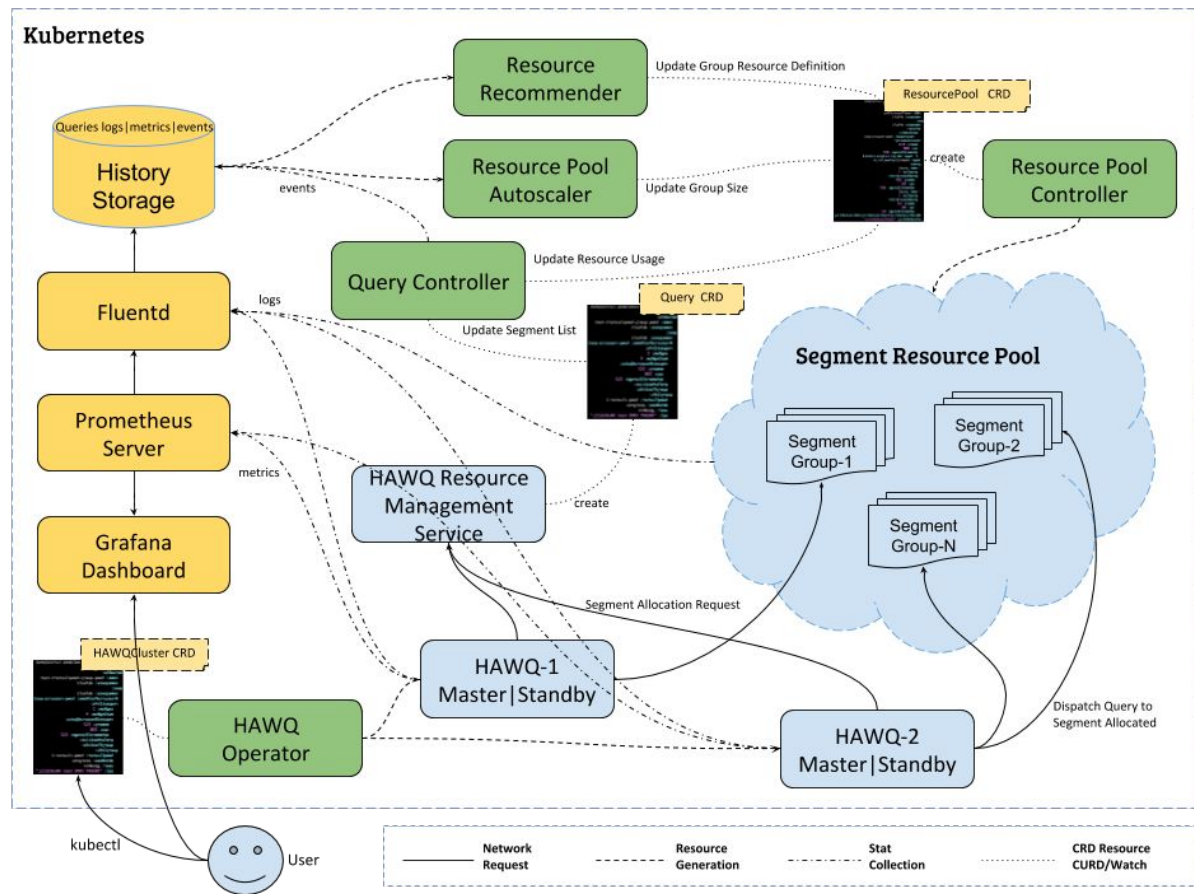 Kubernetes
Queries logs|metrics|events
History
Storage
Resource
Recommender
Update Group Resource Definition
ResourcePool CRD
events
Resource Pool
Autoscaler
Update Group Size
create
Resource Pool
Controller
Query Controller
Update Resource Usage
Fluentd
logs
Update Segment List
Query CRD
Segment Resource Pool
Prometheus
Server
metrics
Segment
Group-1
Segment
Group-2
Segment
Group-N
HAWQ Resource
Management
Service
create
Grafana
Dashboard
Segment Allocation Request
HAWQCluster CRD
HAWQ-1
Master|Standby
HAWQ
Operator
HAWQ-2
Master|Standby
Dispatch Query to
Segment Allocated
kubectl
User
Network
Request
Resource
Generation
Stat
Collection
CRD Resource
CURD/Watch